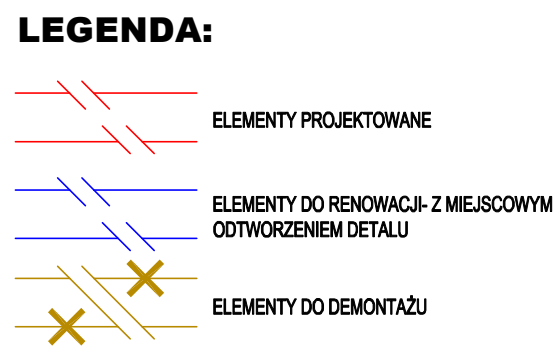 LEGENDA:
ELEMENTY PROJEKTOWANE
ELEMENTY DO RENOWACJI- Z MIEJSCOWYM
ODTWORZENIEM DETALU
ELEMENTY DO DEMONTAŻU